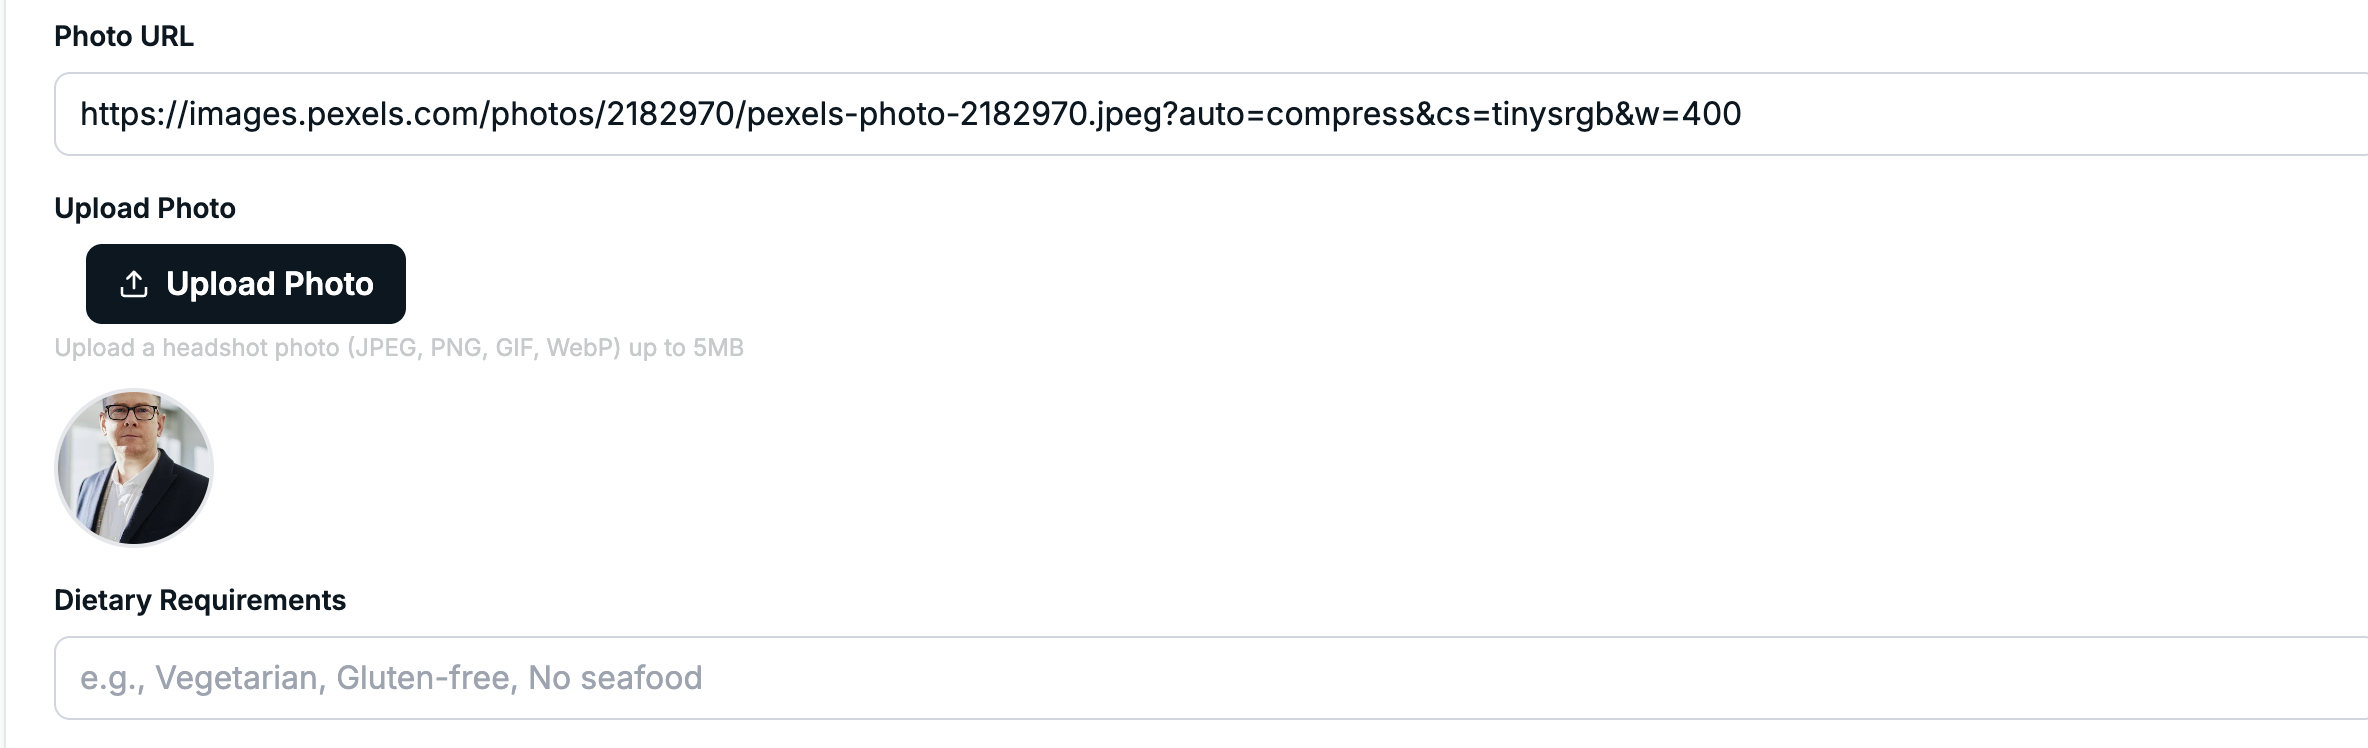 Photo URL
https://images.pexels.com/photos/2182970/pexels-photo-2182970.jpeg?auto=compress&cs=tinysrgb&w=400
Upload Photo
Upload Photo
Upload a headshot photo (JPEG, PNG, GIF, WebP) up to 5MB
Dietary Requirements
e.g., Vegetarian, Gluten-free, No seafood